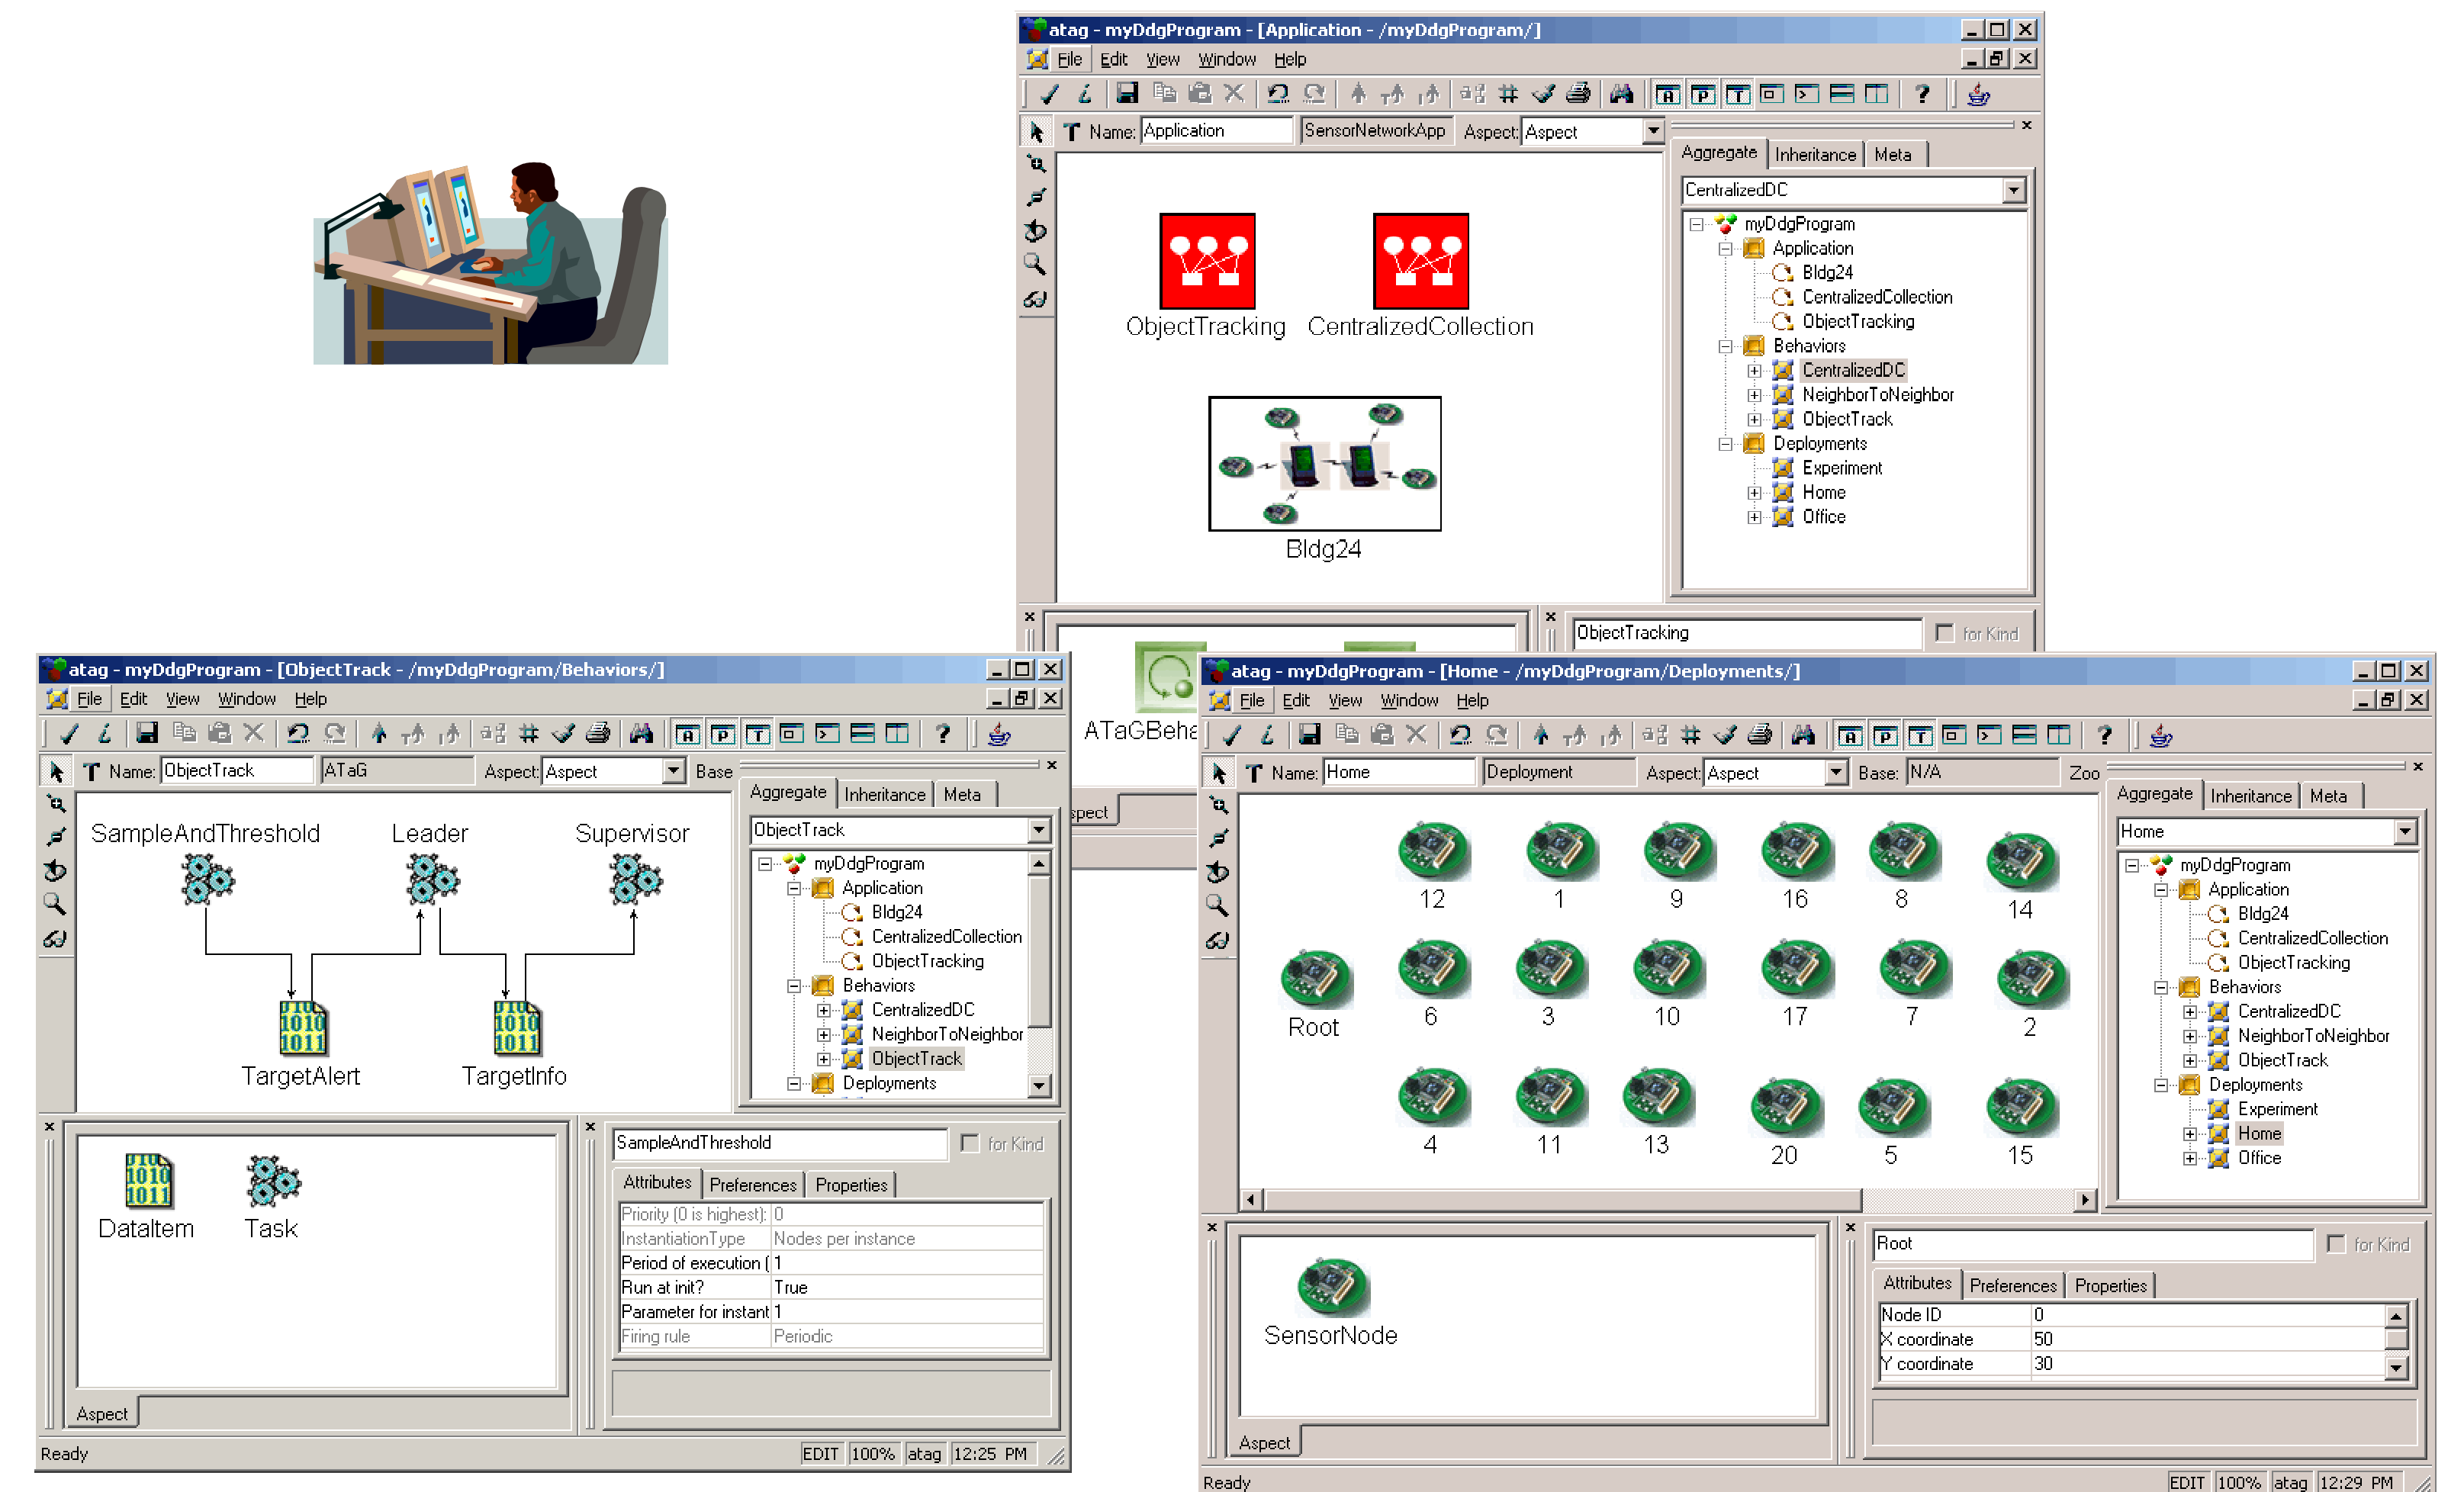 atag - myDdgProgram - [Application - /myDdgProgram/]
File Edit View Window Help
Name: Application SensorNetworkApp Aspect: Aspect
Aggregate Inheritance Meta
CentralizedDC
myDdgProgram
Application
Bldg24
CentralizedCollection
ObjectTracking
Behaviors
CentralizedDC
NeighborToNeighbor
ObjectTrack
Deployments
Experiment
Home
Office
ObjectTracking CentralizedCollection
Bldg24
ObjectTracking for Kind
ATaGBeha
spect
atag - myDdgProgram - [ObjectTrack - /myDdgProgram/Behaviors/]
File Edit View Window Help
Name: ObjectTrack ATaG Aspect: Aspect Base
SampleAndThreshold Leader Supervisor
TargetAlert TargetInfo
Aggregate Inheritance Meta
ObjectTrack
myDdgProgram
Application
Bldg24
CentralizedCollection
ObjectTracking
Behaviors
CentralizedDC
NeighborToNeighbor
ObjectTrack
Deployments
DataItem Task
Aspect
SampleAndThreshold for Kind
Attributes Preferences Properties
Priority (0 is highest): 0
InstantiationType Nodes per instance
Period of execution ( 1
Run at init? True
Parameter for instant 1
Firing rule Periodic
Ready EDIT 100% atag 12:25 PM
atag - myDdgProgram - [Home - /myDdgProgram/Deployments/]
File Edit View Window Help
Name: Home Deployment Aspect: Aspect Base: N/A Zoo
12 1 9 16 8 14
Root 6 3 10 17 7 2
4 11 13 20 5 15
Aggregate Inheritance Meta
Home
myDdgProgram
Application
Bldg24
CentralizedCollection
ObjectTracking
Behaviors
CentralizedDC
NeighborToNeighbor
ObjectTrack
Deployments
Experiment
Home
Office
SensorNode
Aspect
Root for Kind
Attributes Preferences Properties
Node ID 0
X coordinate 50
Y coordinate 30
Ready EDIT 100% atag 12:29 PM